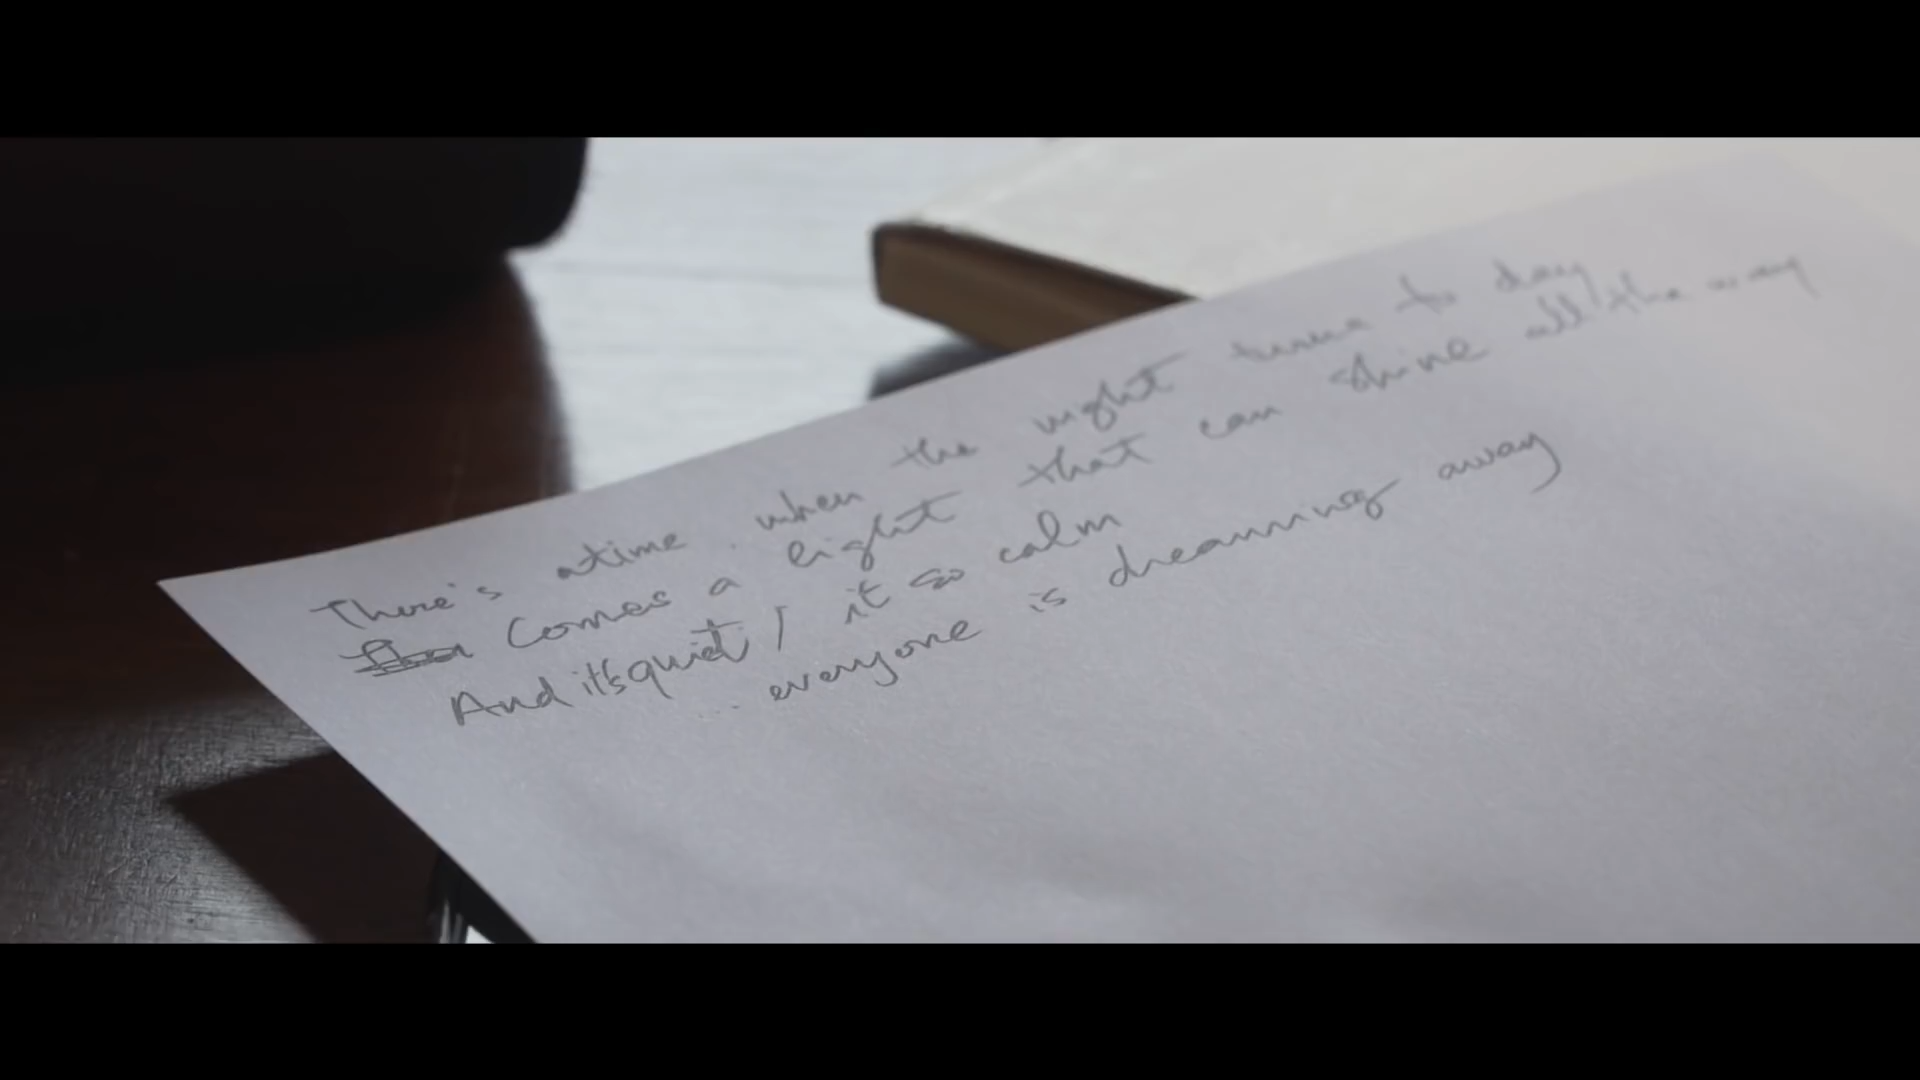 There's a time when the night turns to day
Comes a light that can shine all the way
And it's quiet / it so calm
... everyone is dreaming away